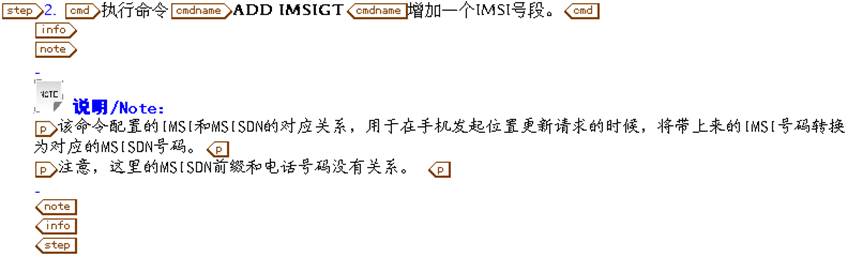 step 2. cmd 执行命令 cmdname ADD IMSIGT cmdname 增加一个IMSI号段。 cmd
info
note
NOTE 说明/Note:
p 该命令配置的IMSI和MSISDN的对应关系，用于在手机发起位置更新请求的时候，将带上来的IMSI号码转换
为对应的MSISDN号码。 p
p 注意，这里的MSISDN前缀和电话号码没有关系。 p
note
info
step